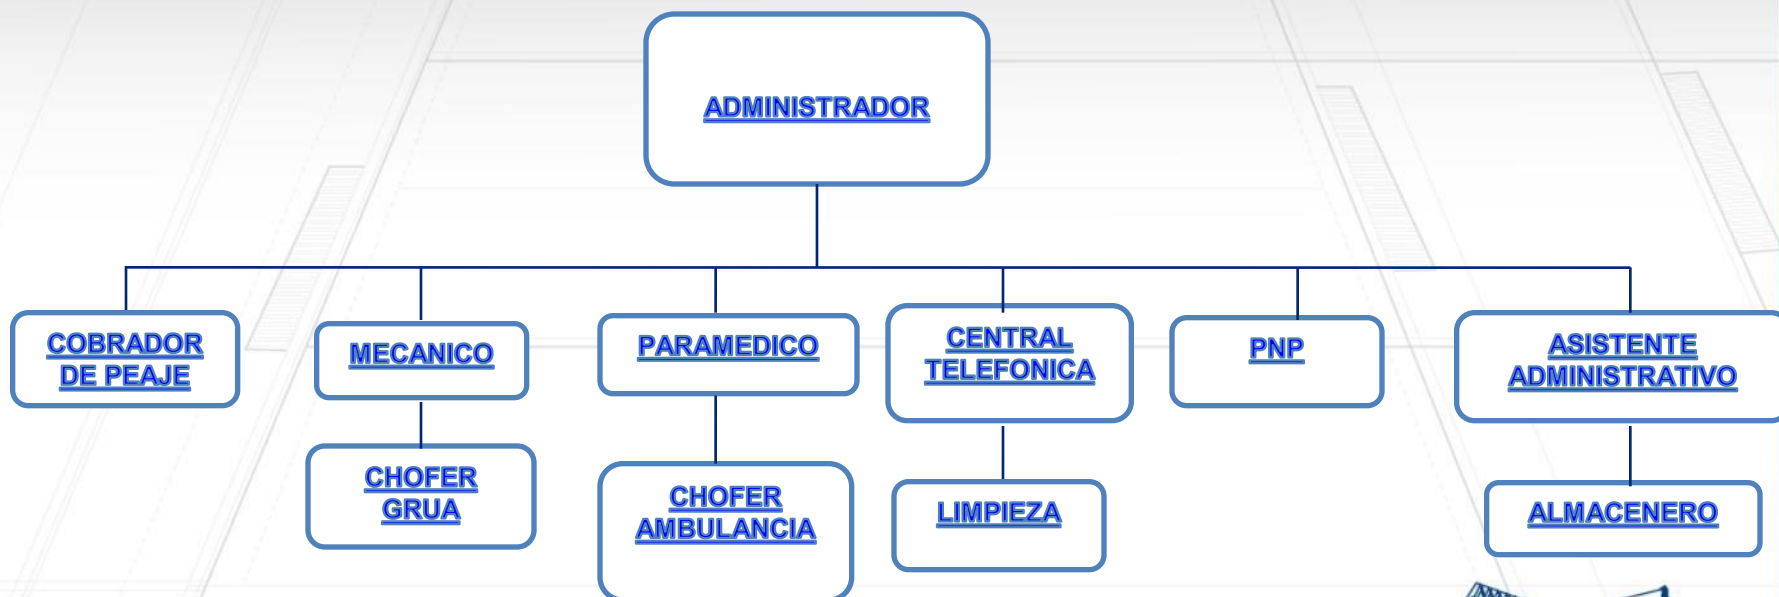 ADMINISTRADOR
COBRADOR
DE PEAJE
MECANICO
PARAMEDICO
CENTRAL
TELEFONICA
PNP
ASISTENTE
ADMINISTRATIVO
CHOFER
GRUA
CHOFER
AMBULANCIA
LIMPIEZA
ALMACENERO